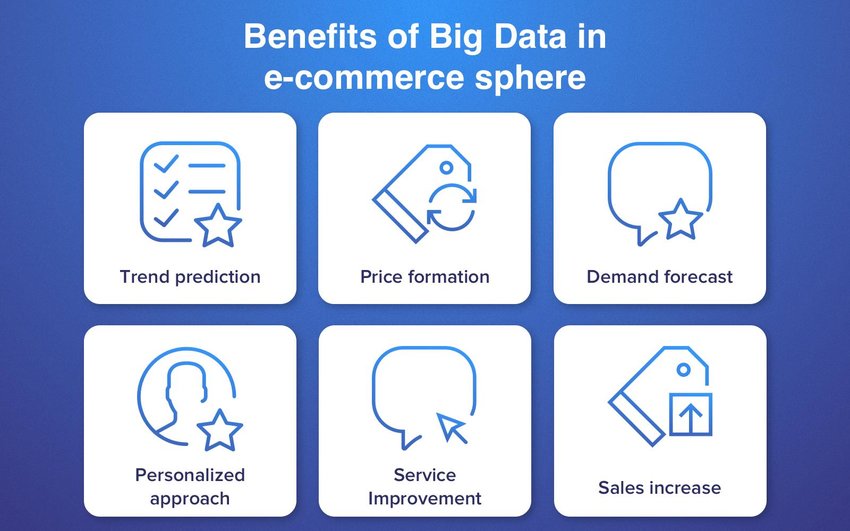 Benefits of Big Data in
e-commerce sphere
Trend prediction
Price formation
Demand forecast
Personalized
approach
Service
Improvement
Sales increase